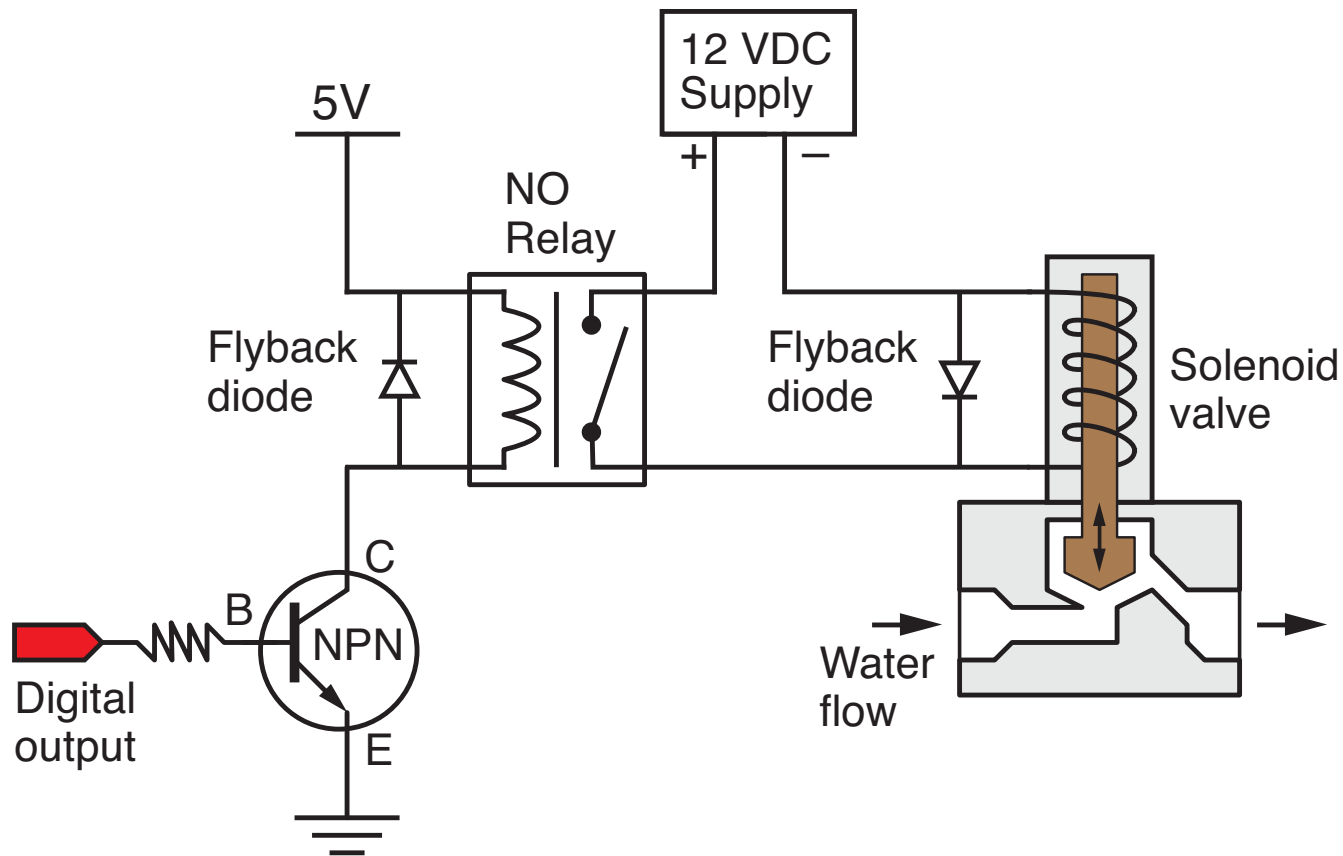 12 VDC
Supply
5V
+
–
NO
Relay
Flyback
diode
Flyback
diode
Solenoid
valve
C
B
NPN
Digital
output
E
Water
flow